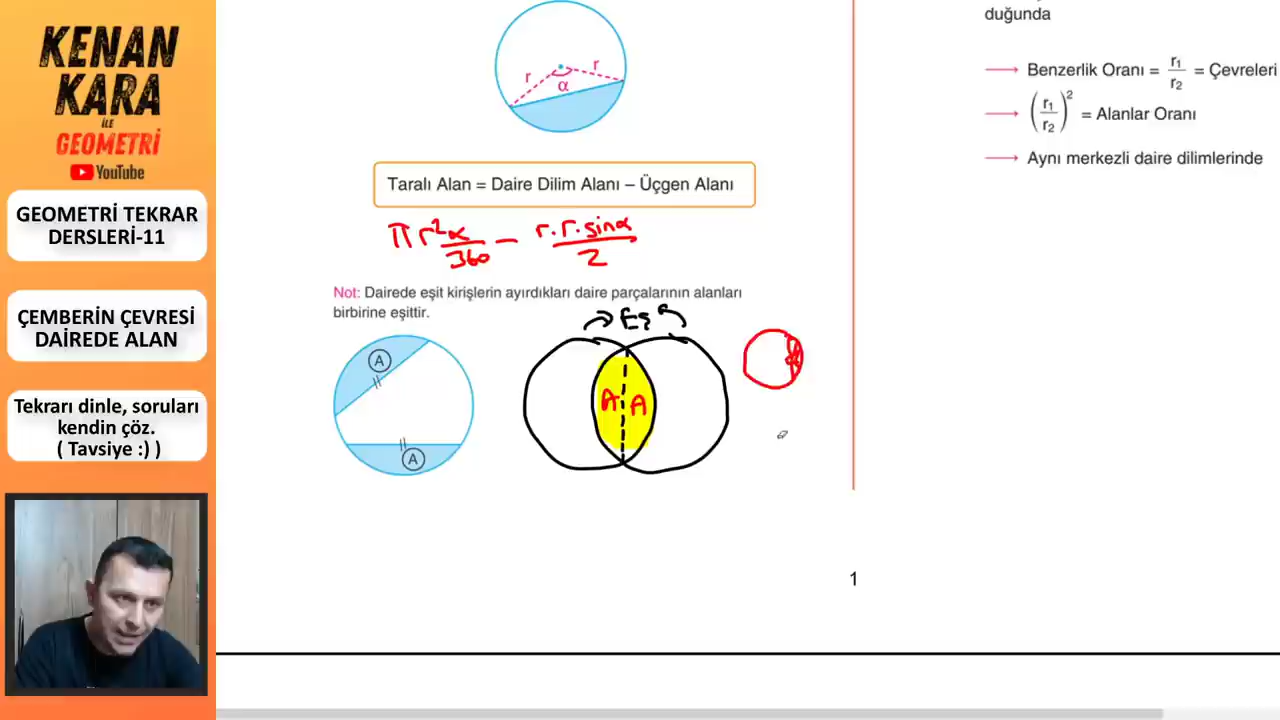 KENAN
KARA
İLE
GEOMETRİ
YouTube
GEOMETRİ TEKRAR
DERSLERİ-11
ÇEMBERİN ÇEVRESİ
DAİREDE ALAN
Tekrarı dinle, soruları
kendin çöz.
( Tavsiye :) )
r r
α
Taralı Alan = Daire Dilim Alanı – Üçgen Alanı
πr² α/360 – r.r.sinα/2
Not: Dairede eşit kirişlerin ayırdıkları daire parçalarının alanları
birbirine eşittir.
A
A
Eş
A A
1
duğunda
Benzerlik Oranı = r₁/r₂ = Çevreleri
(r₁/r₂)² = Alanlar Oranı
Aynı merkezli daire dilimlerinde